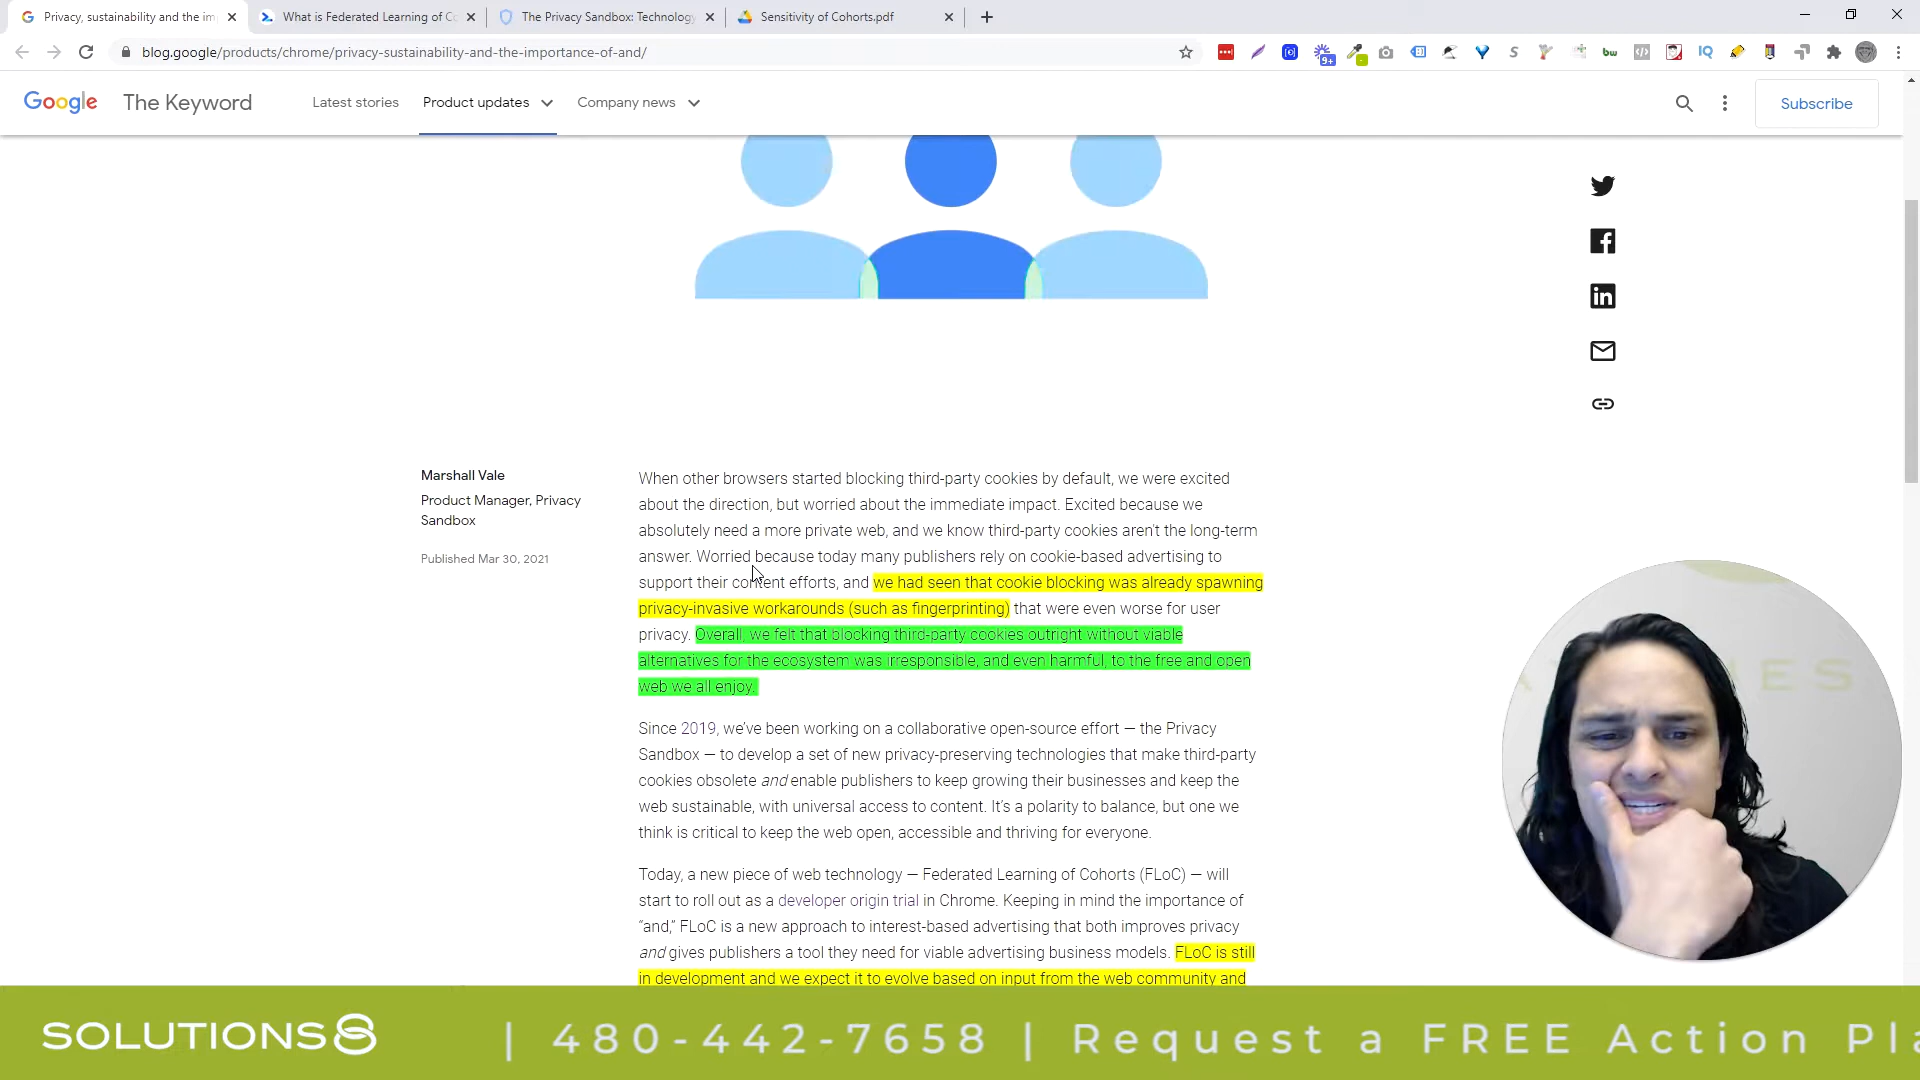 Privacy, sustainability and the im
What is Federated Learning of Co
The Privacy Sandbox: Technology
Sensitivity of Cohorts.pdf
blog.google/products/chrome/privacy-sustainability-and-the-importance-of-and/
9+
bw
IQ
Google The Keyword
Latest stories
Product updates
Company news
Subscribe
Marshall Vale
Product Manager, Privacy
Sandbox
Published Mar 30, 2021
When other browsers started blocking third-party cookies by default, we were excited
about the direction, but worried about the immediate impact. Excited because we
absolutely need a more private web, and we know third-party cookies aren't the long-term
answer. Worried because today many publishers rely on cookie-based advertising to
support their content efforts, and we had seen that cookie blocking was already spawning
privacy-invasive workarounds (such as fingerprinting) that were even worse for user
privacy. Overall, we felt that blocking third-party cookies outright without viable
alternatives for the ecosystem was irresponsible, and even harmful, to the free and open
web we all enjoy.
Since 2019, we've been working on a collaborative open-source effort — the Privacy
Sandbox — to develop a set of new privacy-preserving technologies that make third-party
cookies obsolete and enable publishers to keep growing their businesses and keep the
web sustainable, with universal access to content. It's a polarity to balance, but one we
think is critical to keep the web open, accessible and thriving for everyone.
Today, a new piece of web technology — Federated Learning of Cohorts (FLoC) — will
start to roll out as a developer origin trial in Chrome. Keeping in mind the importance of
“and,” FLoC is a new approach to interest-based advertising that both improves privacy
and gives publishers a tool they need for viable advertising business models. FLoC is still
in development and we expect it to evolve based on input from the web community and
SOLUTIONS8 | 480-442-7658 | Request a FREE Action Pla